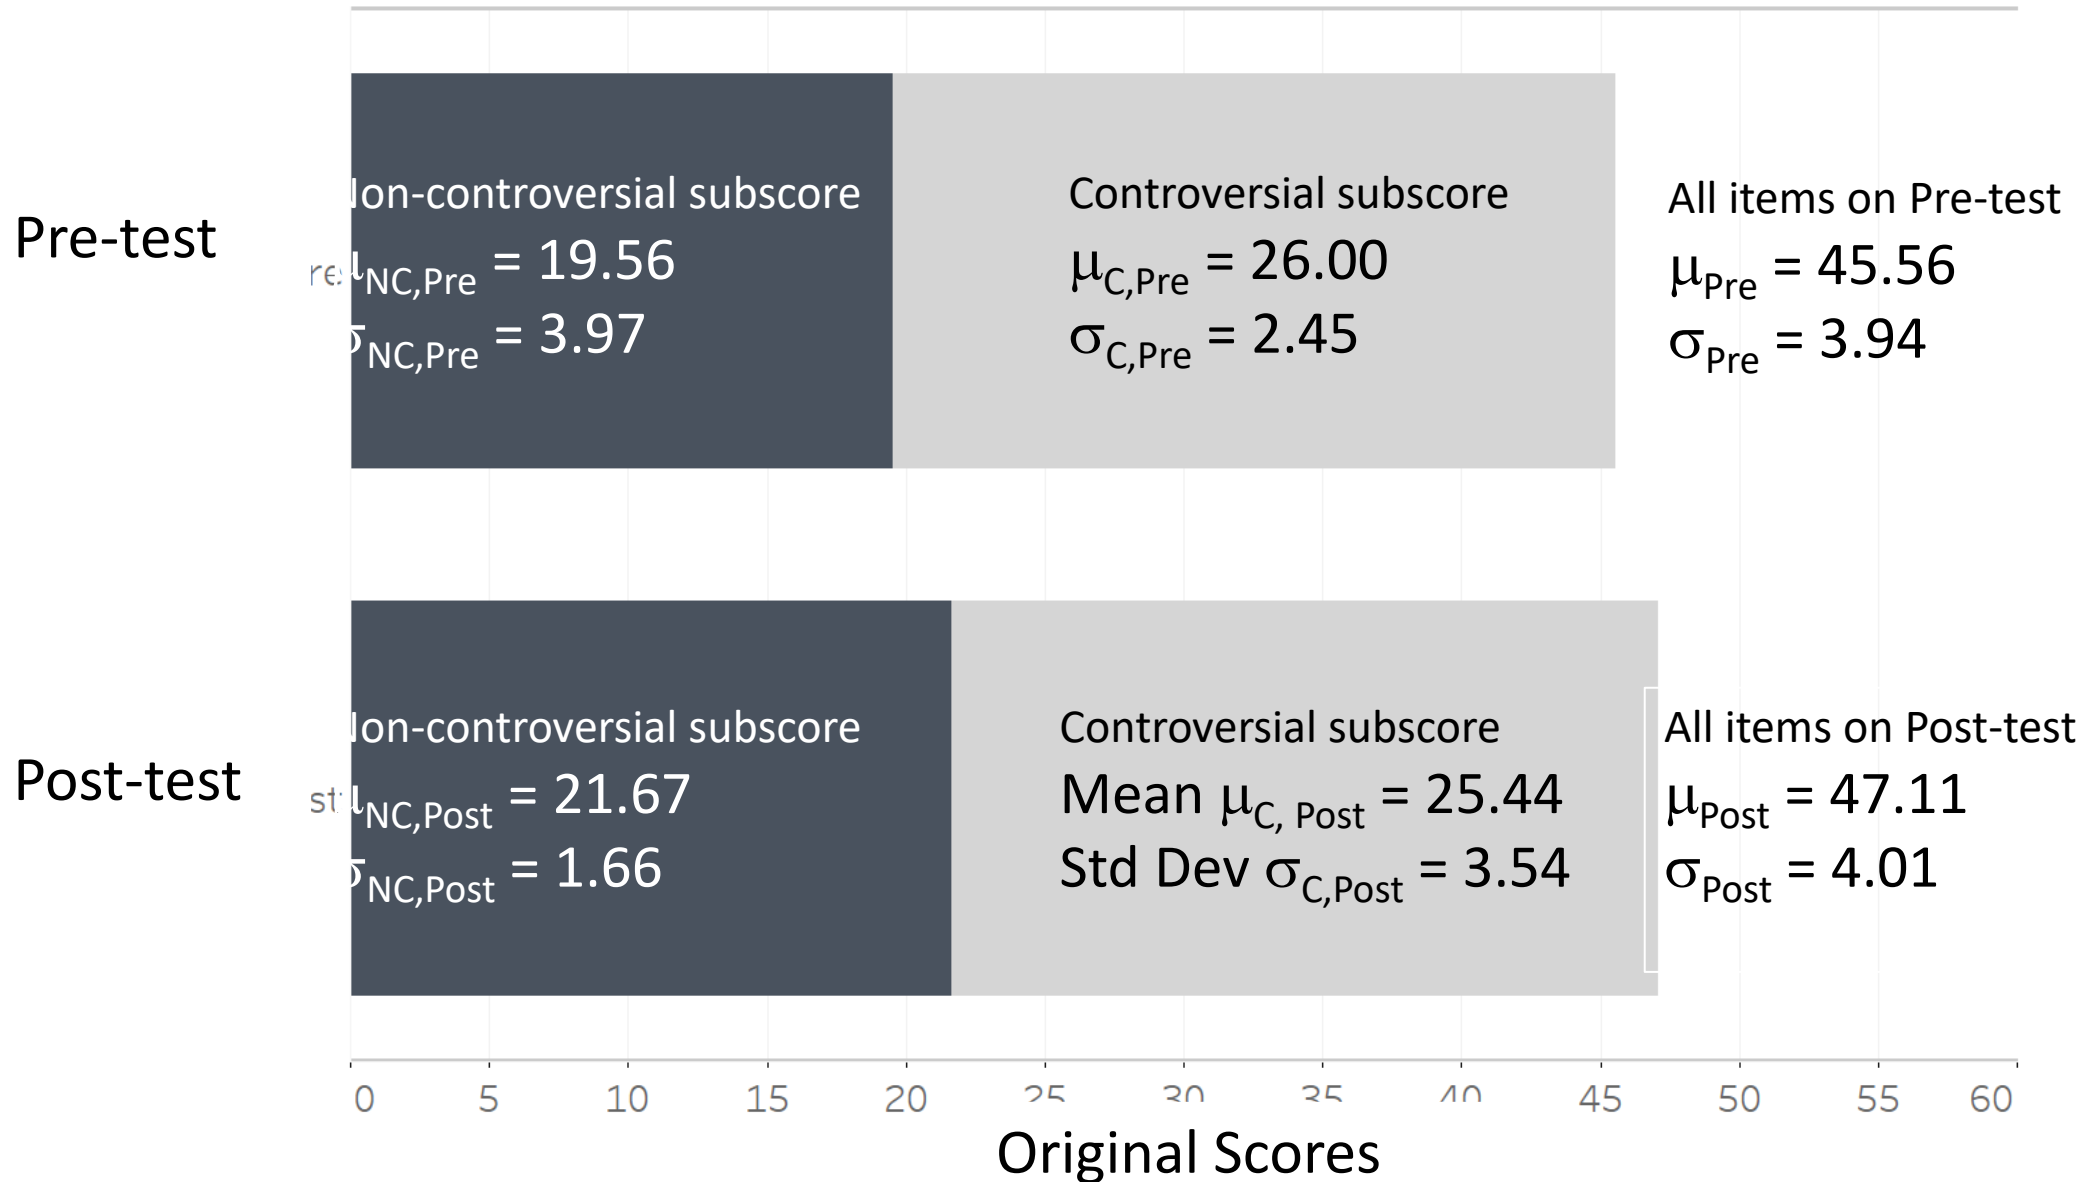 Pre-test
Non-controversial subscore
μNC,Pre = 19.56
σNC,Pre = 3.97
Controversial subscore
μC,Pre = 26.00
σC,Pre = 2.45
All items on Pre-test
μPre = 45.56
σPre = 3.94
Post-test
Non-controversial subscore
μNC,Post = 21.67
σNC,Post = 1.66
Controversial subscore
Mean μC, Post = 25.44
Std Dev σC,Post = 3.54
All items on Post-test
μPost = 47.11
σPost = 4.01
0 5 10 15 20 25 30 35 40 45 50 55 60
Original Scores